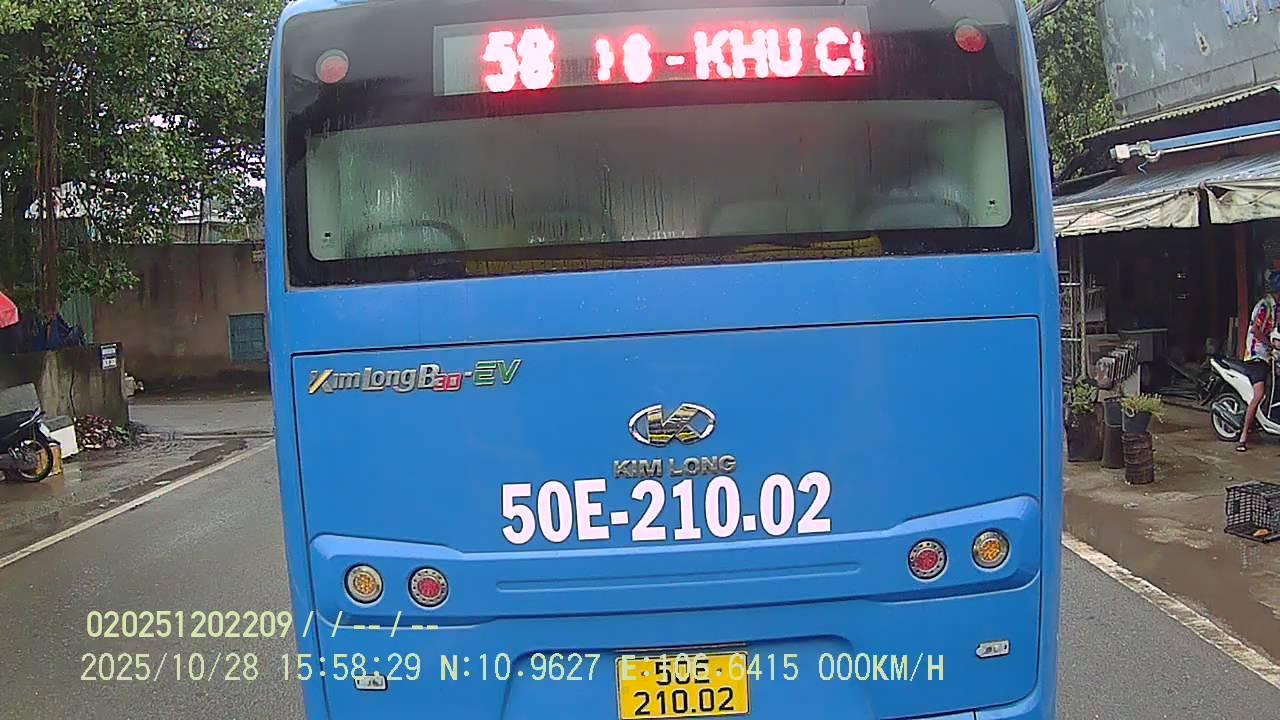 58 18 - KHU C
KimLongBao-EV
KIM LONG
50E-210.02
020251202209/ /--/--
2025/10/28 15:58:29 N:10.9627 E:106.6415 000KM/H
50E
210.02